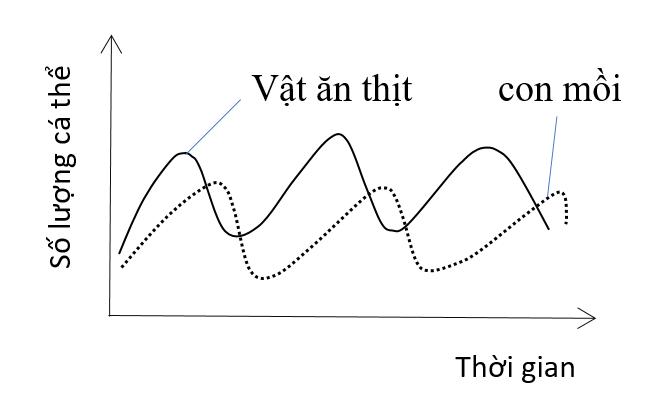 Vật ăn thịt
con mồi
Số lượng cá thể
Thời gian